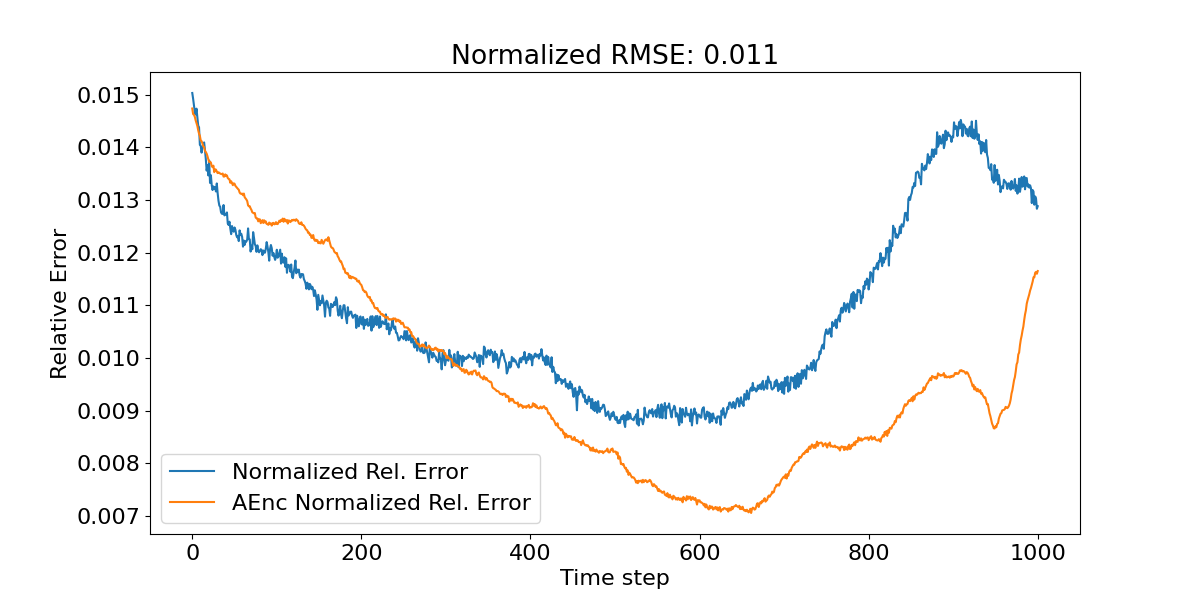 Normalized RMSE: 0.011
Relative Error
0.015
0.014
0.013
0.012
0.011
0.010
0.009
0.008
0.007
Normalized Rel. Error
AEnc Normalized Rel. Error
0 200 400 600 800 1000
Time step